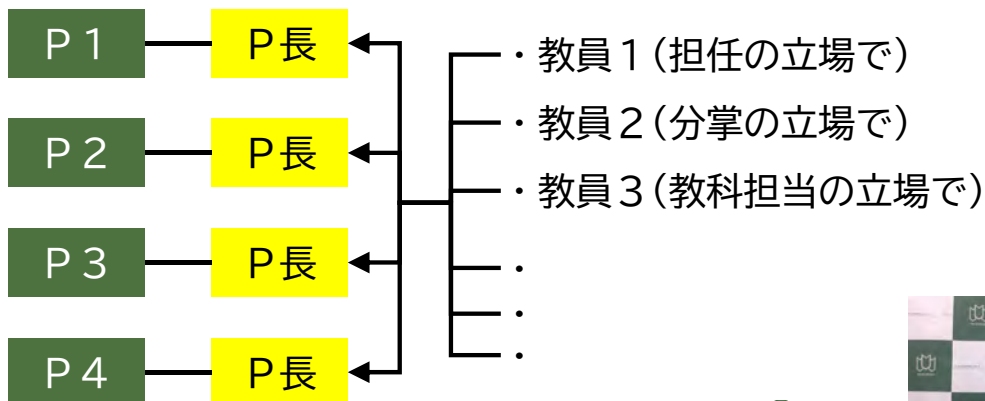 P1 P長
・教員1(担任の立場で)
P2 P長
・教員2(分掌の立場で)
・教員3(教科担当の立場で)
P3 P長
・
・
・
P4 P長